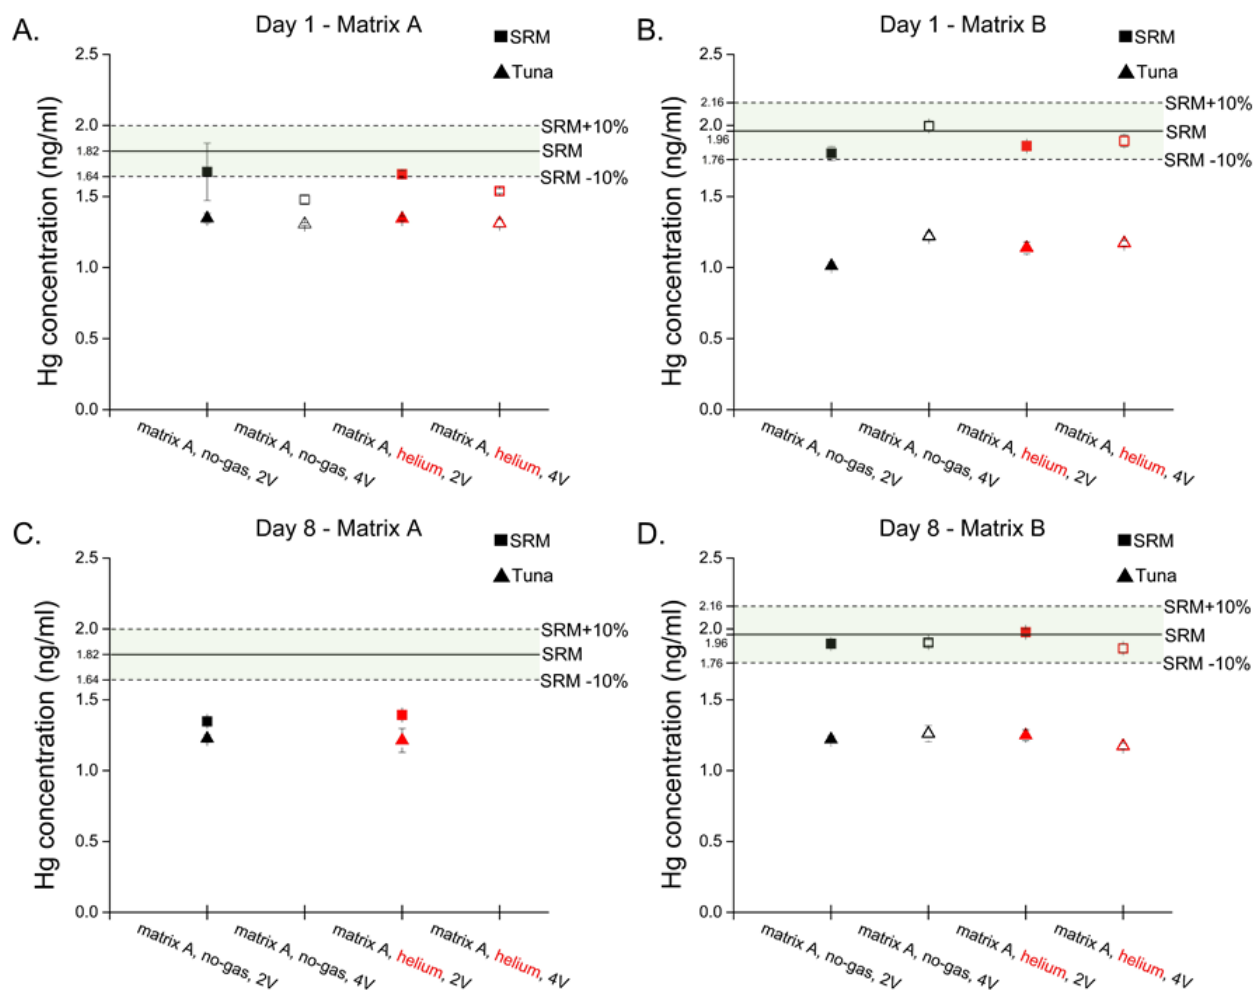 A.
Day 1 - Matrix A
SRM
Tuna
Hg concentration (ng/ml)
2.5
2.0
1.82
1.64
1.5
1.0
0.5
0.0
SRM+10%
SRM
SRM -10%
matrix A, no-gas, 2V
matrix A, no-gas, 4V
matrix A, helium, 2V
matrix A, helium, 4V
B.
Day 1 - Matrix B
SRM
Tuna
Hg concentration (ng/ml)
2.5
2.16
2.0
1.96
1.76
1.5
1.0
0.5
0.0
SRM+10%
SRM
SRM -10%
matrix A, no-gas, 2V
matrix A, no-gas, 4V
matrix A, helium, 2V
matrix A, helium, 4V
C.
Day 8 - Matrix A
SRM
Tuna
Hg concentration (ng/ml)
2.5
2.0
1.82
1.64
1.5
1.0
0.5
0.0
SRM+10%
SRM
SRM -10%
matrix A, no-gas, 2V
matrix A, no-gas, 4V
matrix A, helium, 2V
matrix A, helium, 4V
D.
Day 8 - Matrix B
SRM
Tuna
Hg concentration (ng/ml)
2.5
2.16
2.0
1.96
1.76
1.5
1.0
0.5
0.0
SRM+10%
SRM
SRM -10%
matrix A, no-gas, 2V
matrix A, no-gas, 4V
matrix A, helium, 2V
matrix A, helium, 4V